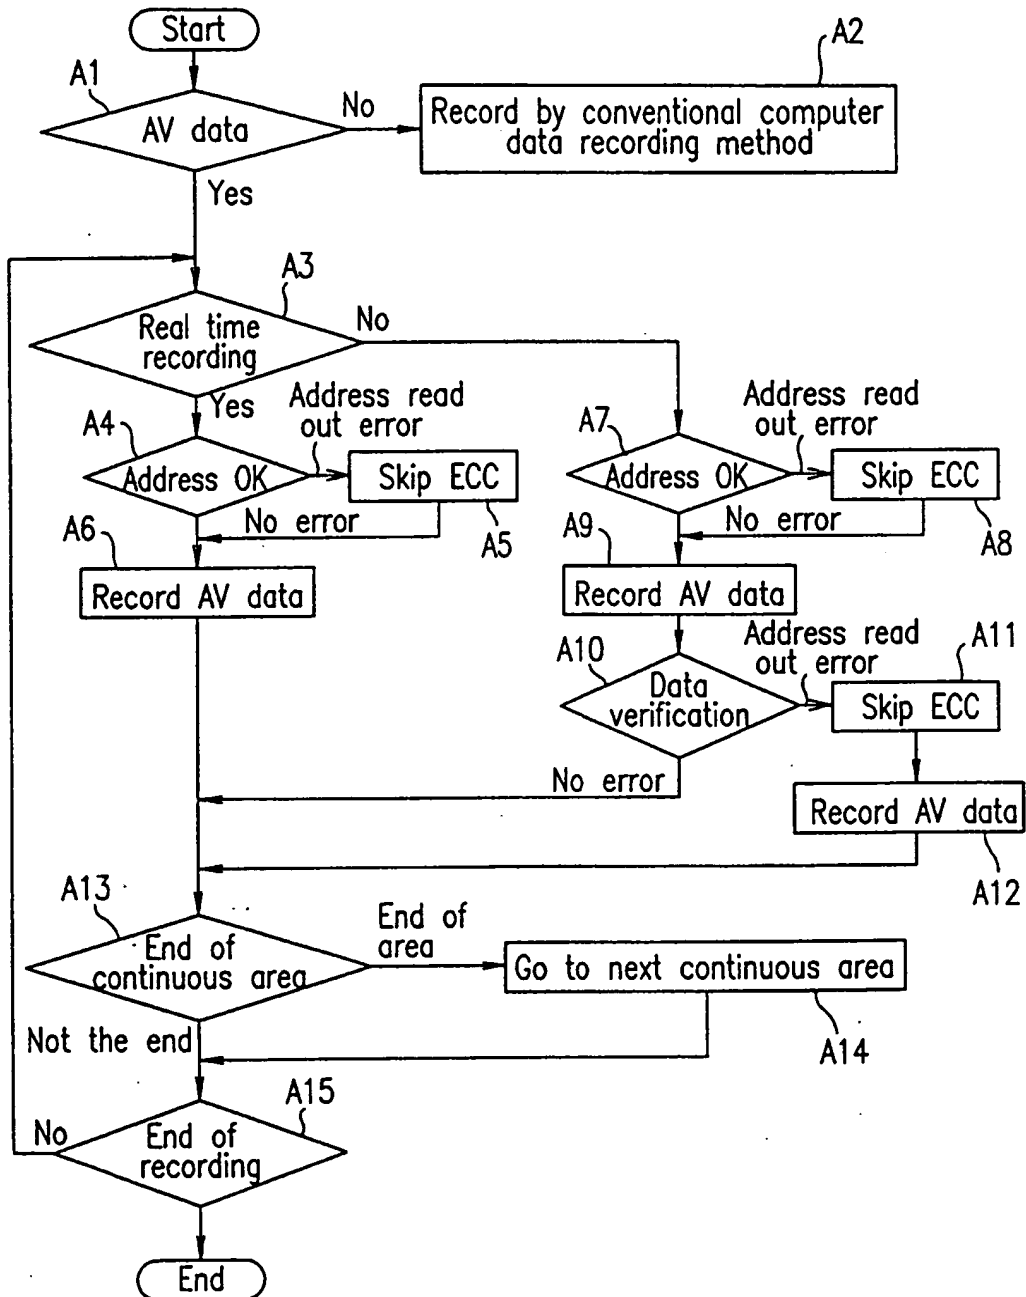 Start
A1
A2
AV data
No
Record by conventional computer
data recording method
Yes
A3
Real time
recording
No
Yes
A4
Address read
out error
Address OK
Skip ECC
No error
A5
A6
Record AV data
A7
Address read
out error
Address OK
Skip ECC
No error
A8
A9
Record AV data
A10
Address read
out error
A11
Data
verification
Skip ECC
No error
Record AV data
A12
A13
End of
continuous area
End of
area
Go to next continuous area
Not the end
A14
A15
No
End of
recording
End